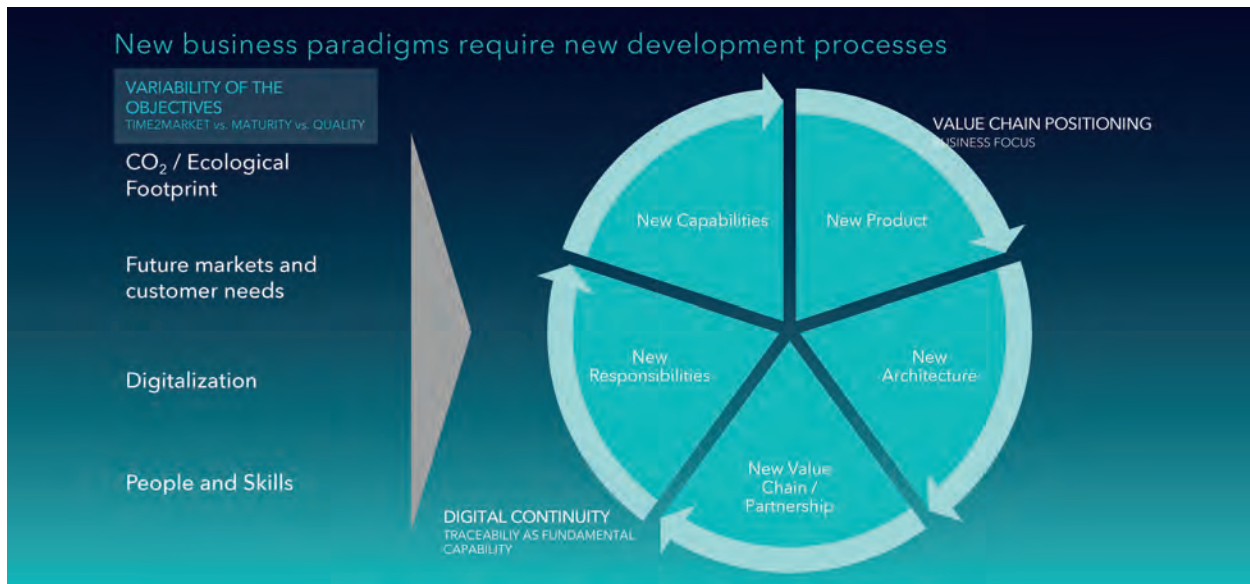 New business paradigms require new development processes
VARIABILITY OF THE
OBJECTIVES
TIME2MARKET vs. MATURITY vs. QUALITY
CO₂ / Ecological
Footprint
Future markets and
customer needs
Digitalization
People and Skills
VALUE CHAIN POSITIONING
BUSINESS FOCUS
New Capabilities
New Product
New
Responsibilities
New
Architecture
New Value
Chain /
Partnership
DIGITAL CONTINUITY
TRACEABILIY AS FUNDAMENTAL
CAPABILITY